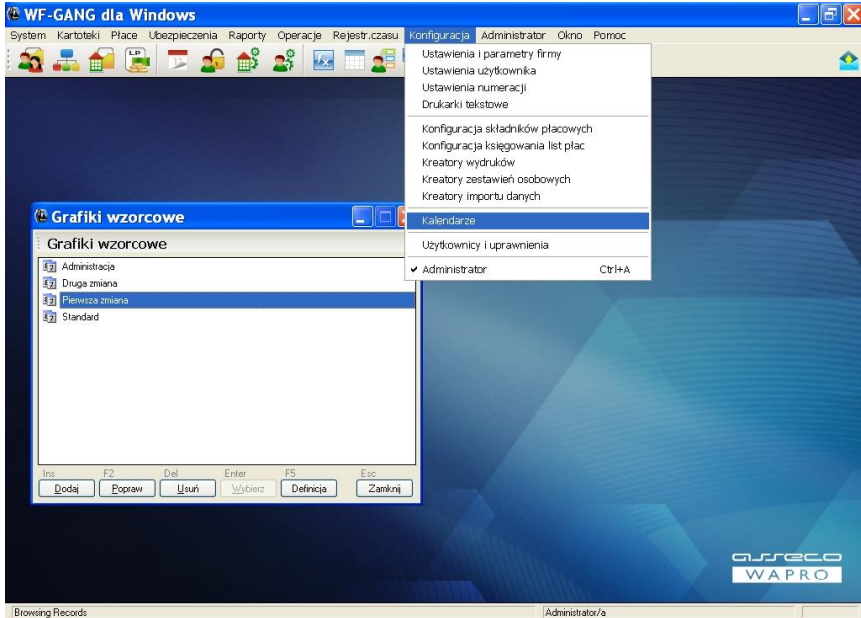 WF-GANG dla Windows
System Kartoteki Płace Ubezpieczenia Raporty Operacje Rejestr.czasu Konfiguracja Administrator Okno Pomoc
LP
Ustawienia i parametry firmy
Ustawienia użytkownika
Ustawienia numeracji
Drukarki tekstowe
Konfiguracja składników płacowych
Konfiguracja księgowania list płac
Kreatory wydruków
Kreatory zestawień osobowych
Kreatory importu danych
Kalendarze
Użytkownicy i uprawnienia
Administrator Ctrl+A
Grafiki wzorcowe
Grafiki wzorcowe
Administracja
Druga zmiana
Pierwsza zmiana
Standard
Ins F2 Del Enter F5 Esc
Dodaj Popraw Usuń Wybierz Definicja Zamknij
asseco
WAPRO
Browsing Records Administrator/a